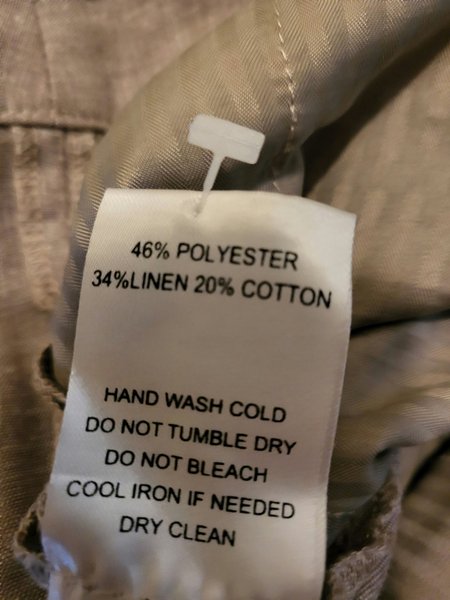 46% POLYESTER
34%LINEN 20% COTTON
HAND WASH COLD
DO NOT TUMBLE DRY
DO NOT BLEACH
COOL IRON IF NEEDED
DRY CLEAN